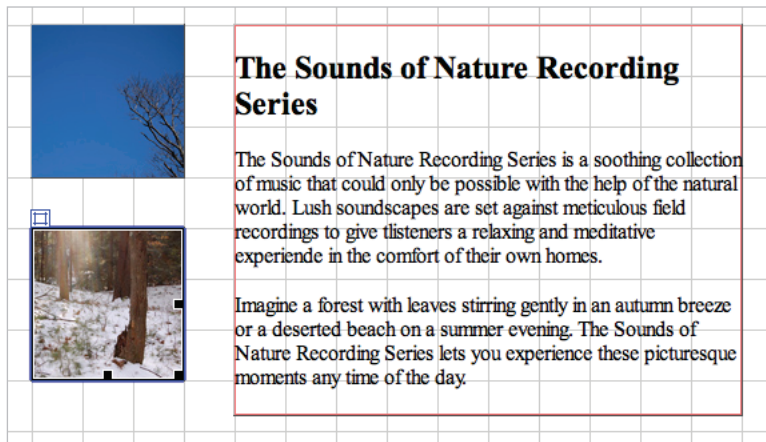 The Sounds of Nature Recording
Series
The Sounds of Nature Recording Series is a soothing collection
of music that could only be possible with the help of the natural
world. Lush soundscapes are set against meticulous field
recordings to give tlisteners a relaxing and meditative
experiende in the comfort of their own homes.
Imagine a forest with leaves stirring gently in an autumn breeze
or a deserted beach on a summer evening. The Sounds of
Nature Recording Series lets you experience these picturesque
moments any time of the day.